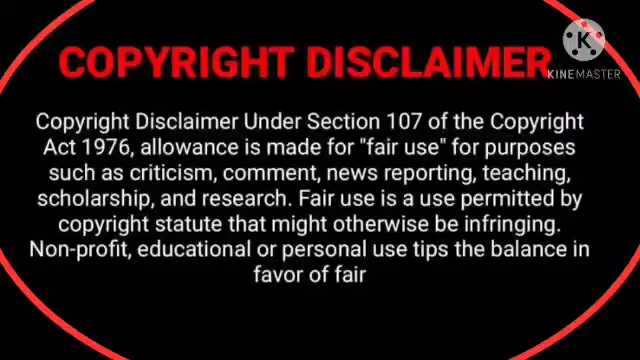 COPYRIGHT DISCLAIMER
K
KINEMASTER
Copyright Disclaimer Under Section 107 of the Copyright
Act 1976, allowance is made for "fair use" for purposes
such as criticism, comment, news reporting, teaching,
scholarship, and research. Fair use is a use permitted by
copyright statute that might otherwise be infringing.
Non-profit, educational or personal use tips the balance in
favor of fair